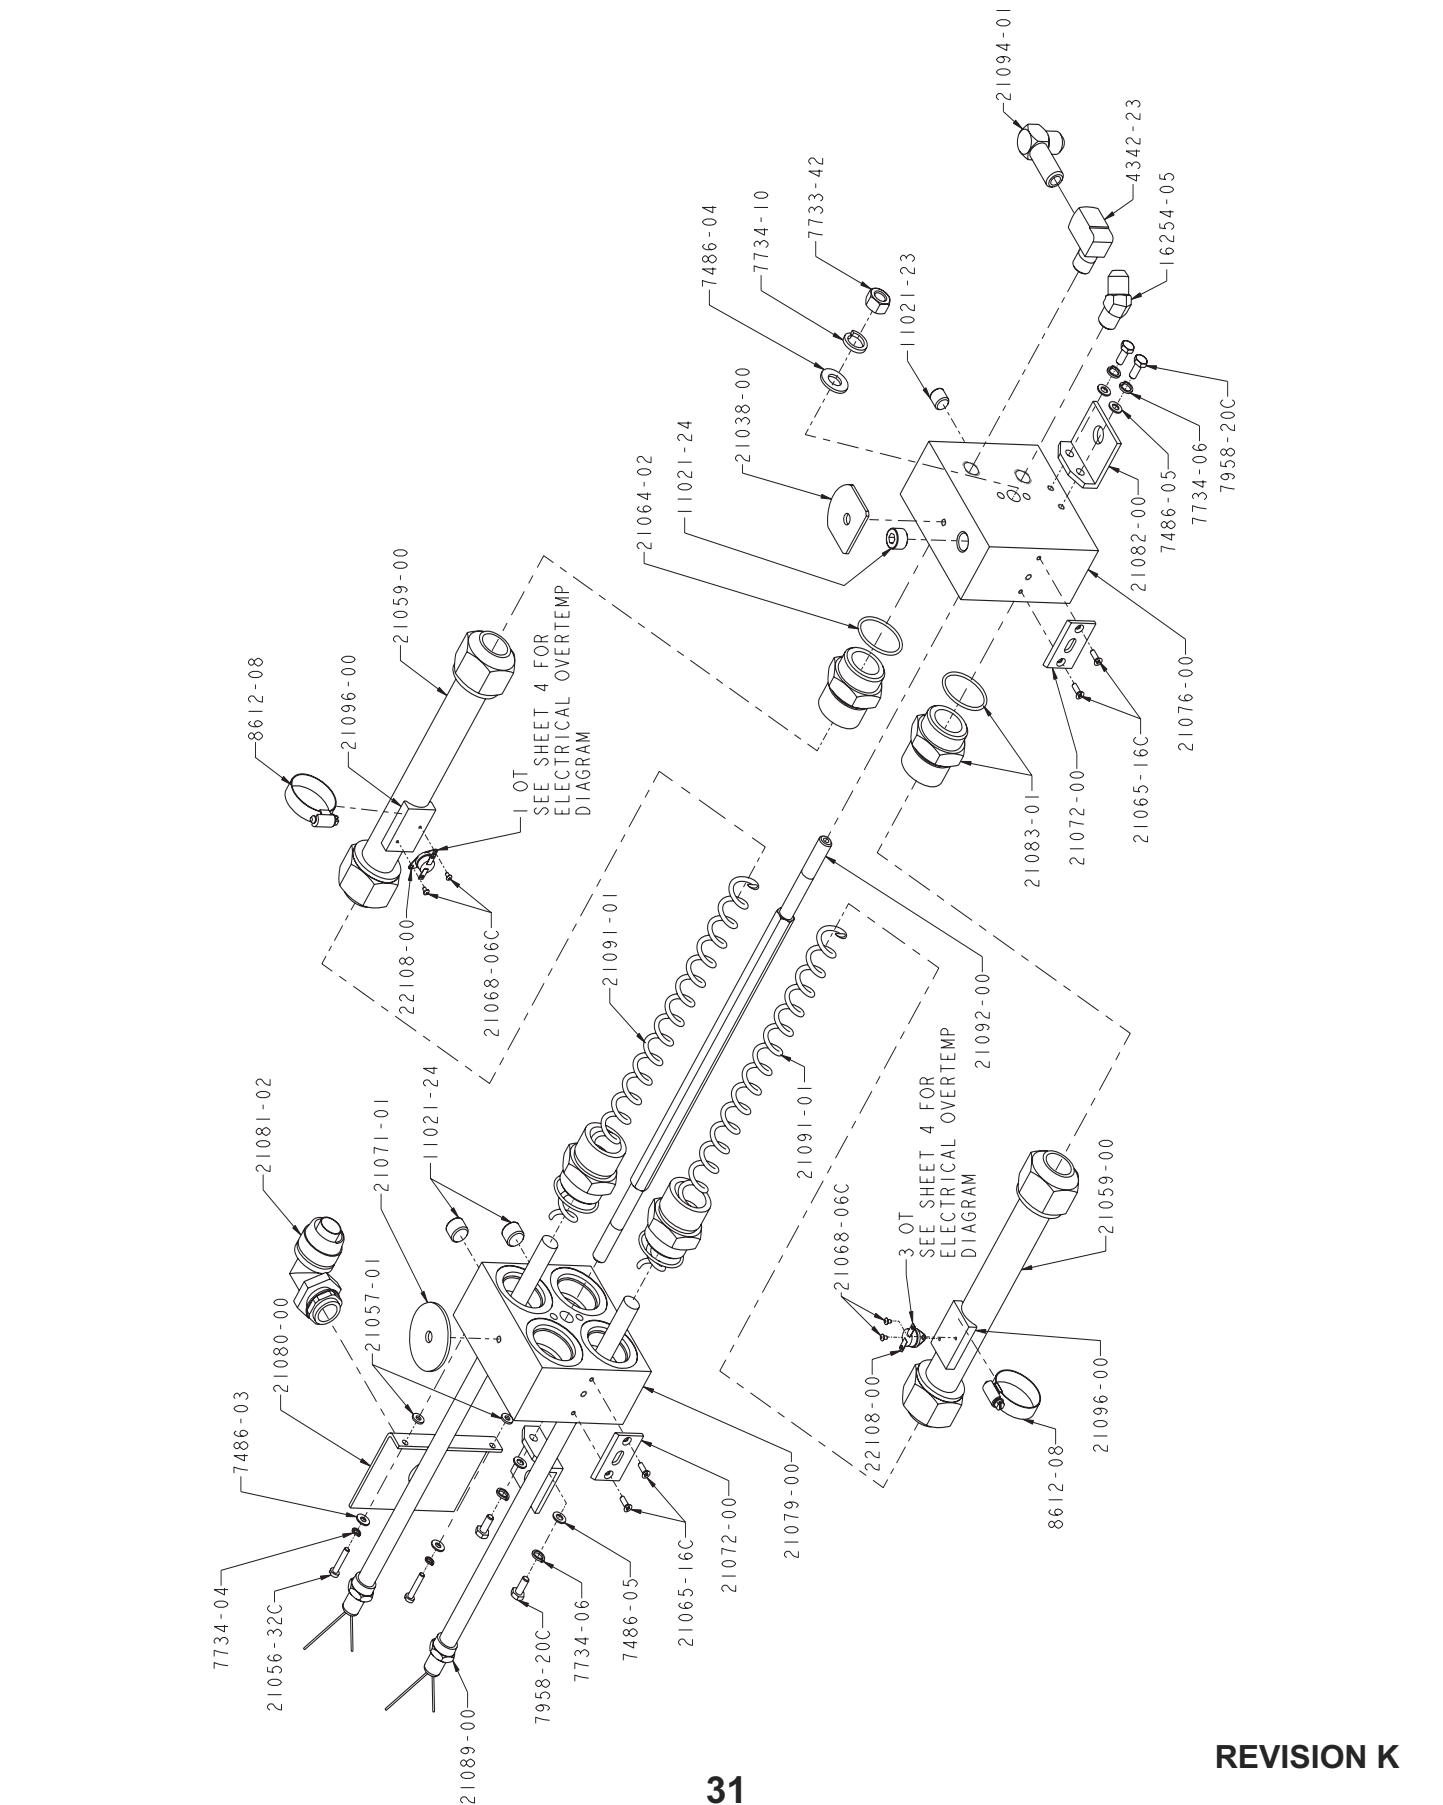 21094-01
4342-23
16254-05
7733-42
7734-10
7486-04
11021-23
21038-00
11021-24
21064-02
7958-20C
7734-06
7486-05
21082-00
21076-00
21065-16C
21072-00
21083-01
21059-00
21096-00
8612-08
1 OT
SEE SHEET 4 FOR
ELECTRICAL OVERTEMP
DIAGRAM
22108-00
21068-06C
21091-01
21092-00
21091-01
11021-24
21071-01
21081-02
21057-01
21080-00
7486-03
7734-04
21056-32C
21089-00
7958-20C
7734-06
7486-05
21065-16C
21072-00
21079-00
21068-06C
3 OT
SEE SHEET 4 FOR
ELECTRICAL OVERTEMP
DIAGRAM
22108-00
21059-00
21096-00
8612-08
REVISION K
31